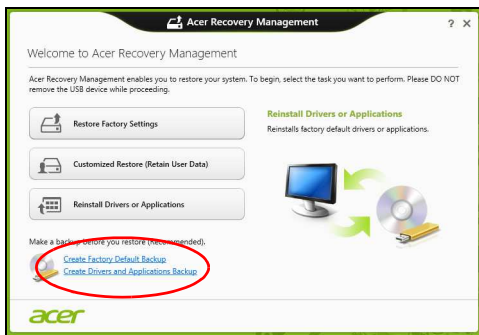 Acer Recovery Management
? X
Welcome to Acer Recovery Management
Acer Recovery Management enables you to restore your system. To begin, select the task you want to perform. Please DO NOT
remove the USB device while proceeding.
Restore Factory Settings
Customized Restore (Retain User Data)
Reinstall Drivers or Applications
Reinstall Drivers or Applications
Reinstalls factory default drivers or applications.
Make a backup before you restore (Recommended).
Create Factory Default Backup
Create Drivers and Applications Backup
acer